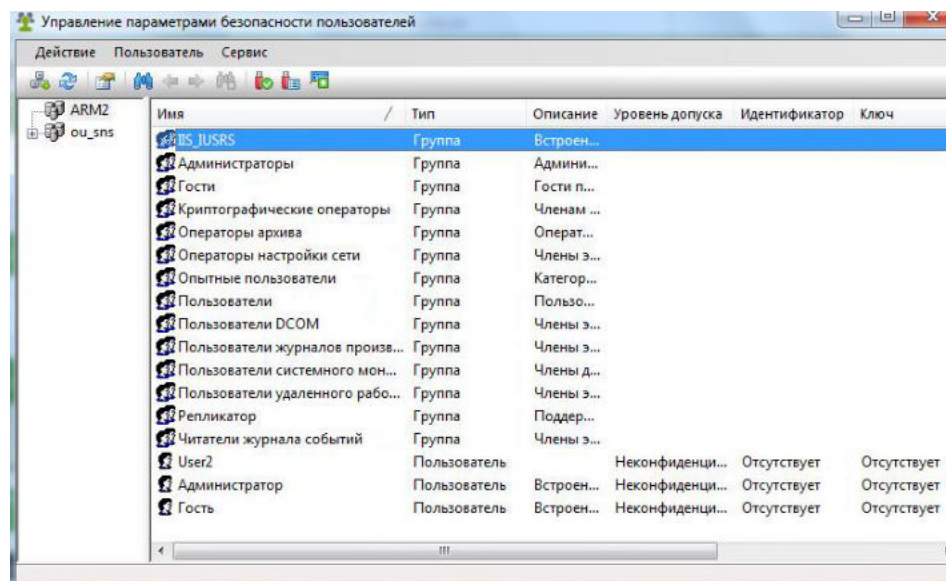 Управление параметрами безопасности пользователей
Действие Пользователь Сервис
ARM2
ou_sns
Имя Тип Описание Уровень допуска Идентификатор Ключ
IIS_IUSRS Группа Встроен...
Администраторы Группа Админи...
Гости Группа Гости п...
Криптографические операторы Группа Членам ...
Операторы архива Группа Операт...
Операторы настройки сети Группа Члены э...
Опытные пользователи Группа Категор...
Пользователи Группа Пользо...
Пользователи DCOM Группа Члены э...
Пользователи журналов произв... Группа Члены э...
Пользователи системного мон... Группа Члены д...
Пользователи удаленного рабо... Группа Члены э...
Репликатор Группа Поддер...
Читатели журнала событий Группа Члены э...
User2 Пользователь Неконфиденци... Отсутствует Отсутствует
Администратор Пользователь Встроен... Неконфиденци... Отсутствует Отсутствует
Гость Пользователь Встроен... Неконфиденци... Отсутствует Отсутствует